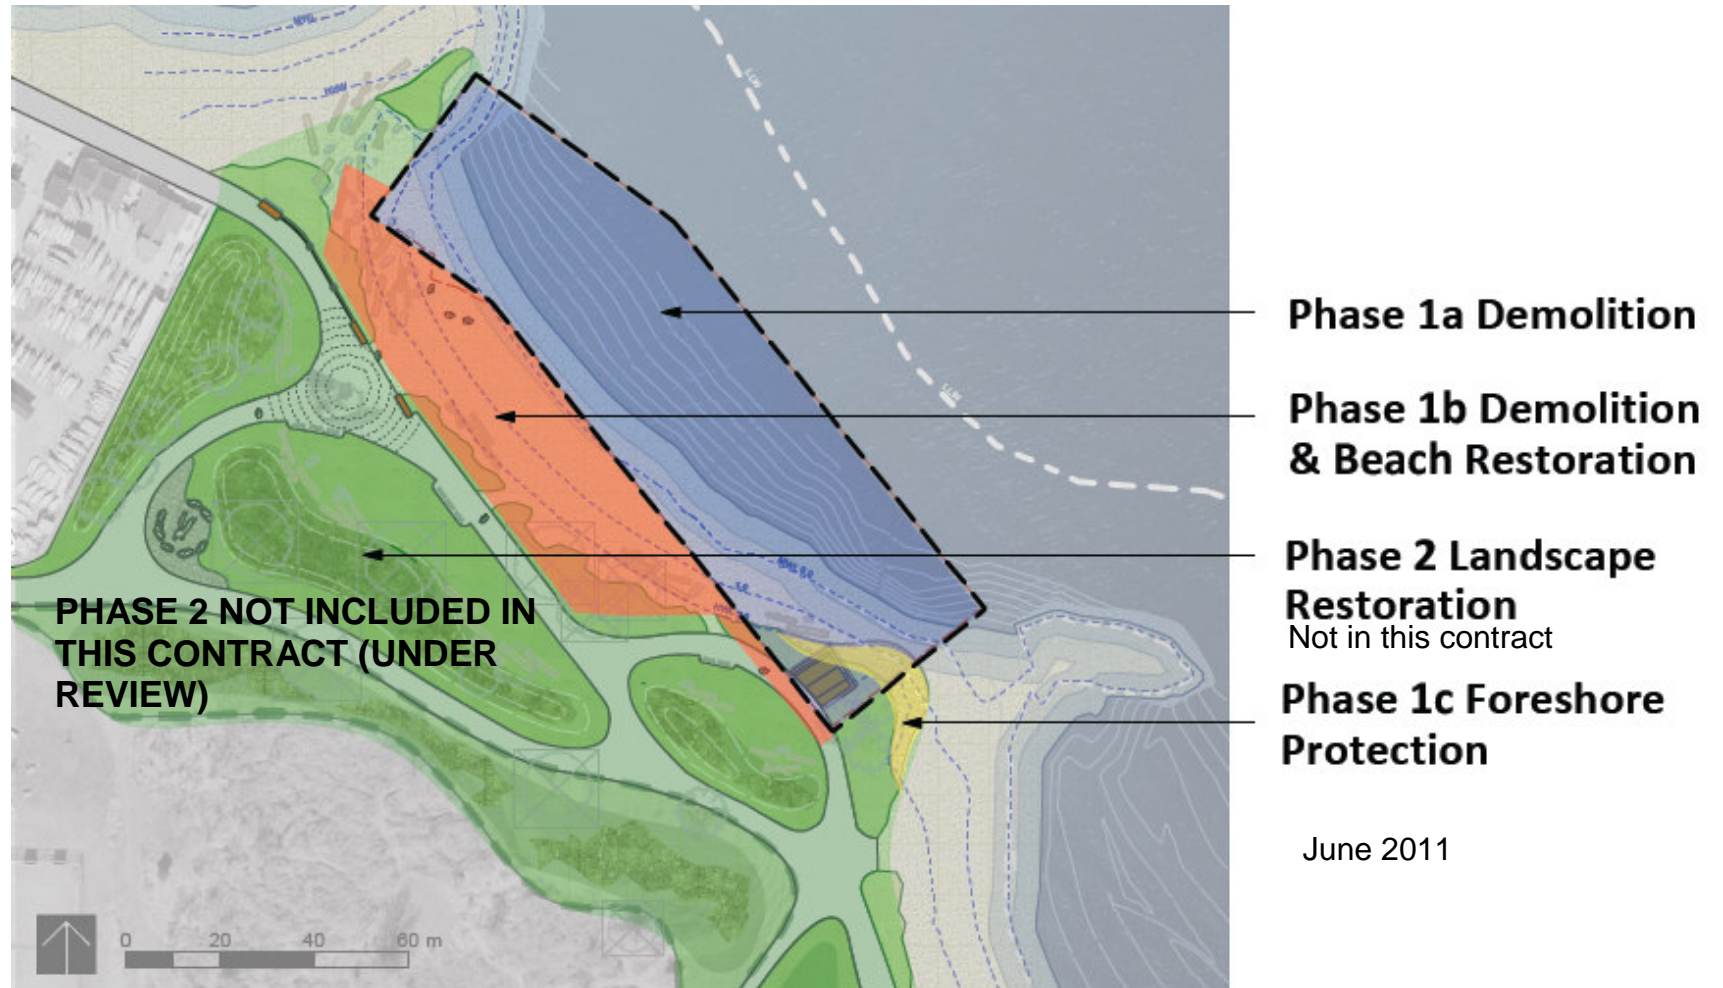 Phase 1a Demolition
Phase 1b Demolition
& Beach Restoration
Phase 2 Landscape
Restoration
Not in this contract
PHASE 2 NOT INCLUDED IN
THIS CONTRACT (UNDER
REVIEW)
Phase 1c Foreshore
Protection
June 2011
0 20 40 60 m